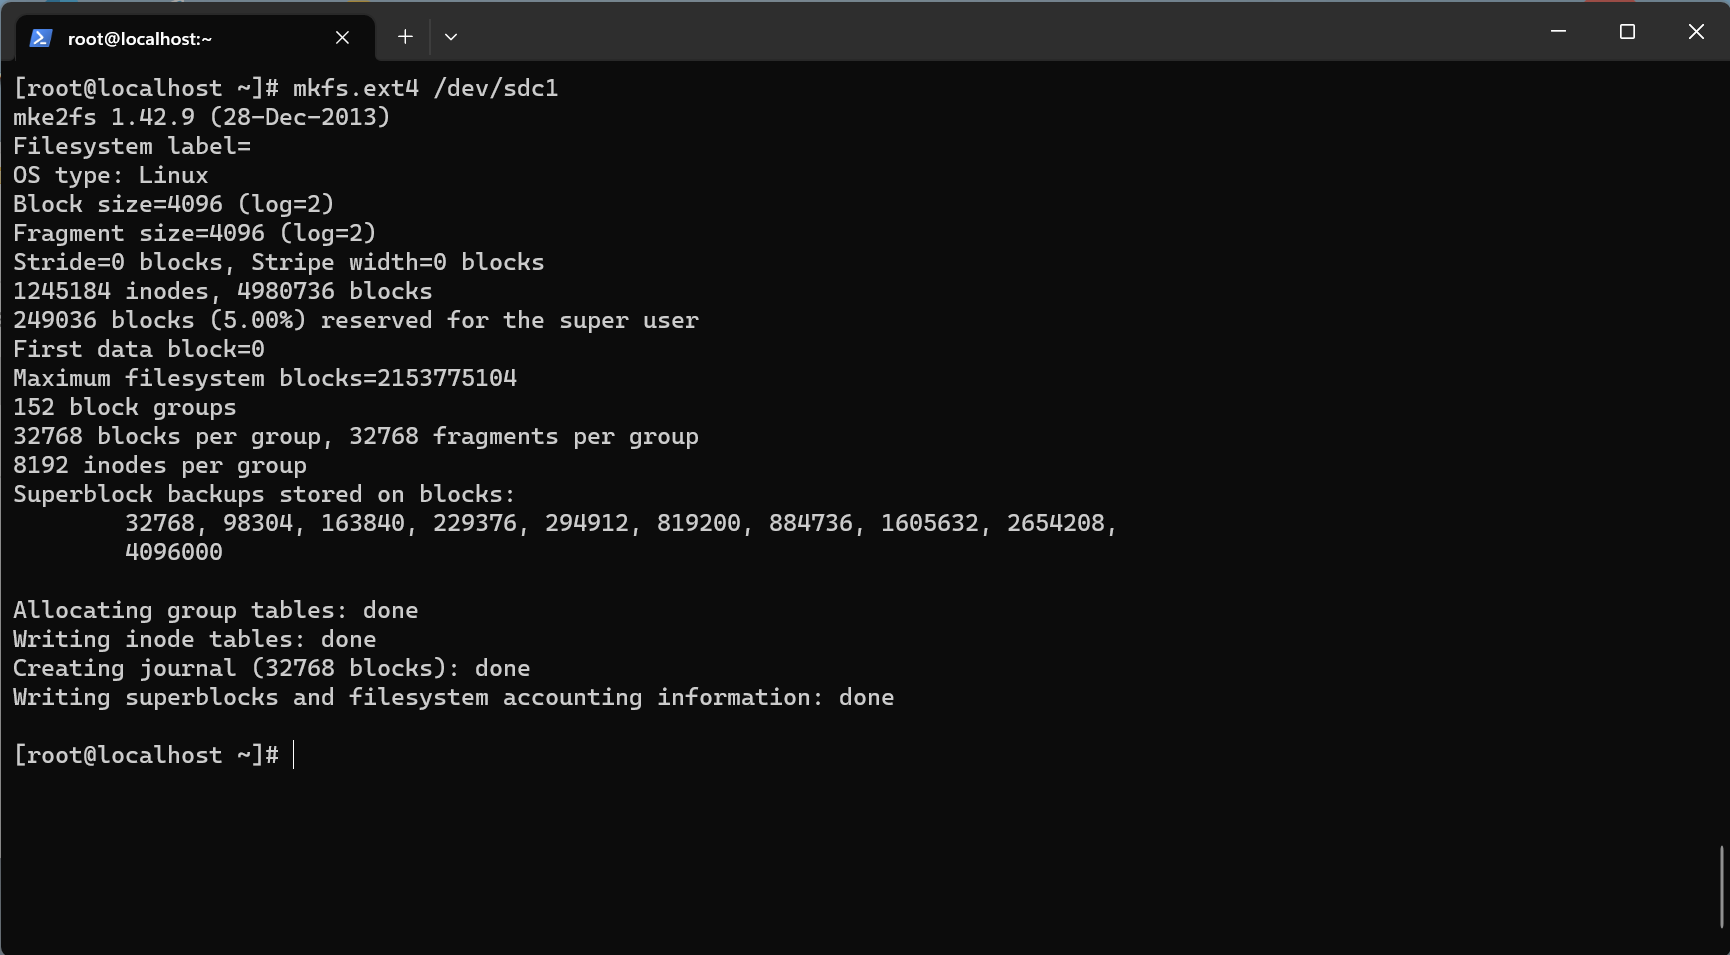 root@localhost:~
[root@localhost ~]# mkfs.ext4 /dev/sdc1
mke2fs 1.42.9 (28-Dec-2013)
Filesystem label=
OS type: Linux
Block size=4096 (log=2)
Fragment size=4096 (log=2)
Stride=0 blocks, Stripe width=0 blocks
1245184 inodes, 4980736 blocks
249036 blocks (5.00%) reserved for the super user
First data block=0
Maximum filesystem blocks=2153775104
152 block groups
32768 blocks per group, 32768 fragments per group
8192 inodes per group
Superblock backups stored on blocks:
        32768, 98304, 163840, 229376, 294912, 819200, 884736, 1605632, 2654208,
        4096000

Allocating group tables: done
Writing inode tables: done
Creating journal (32768 blocks): done
Writing superblocks and filesystem accounting information: done

[root@localhost ~]#